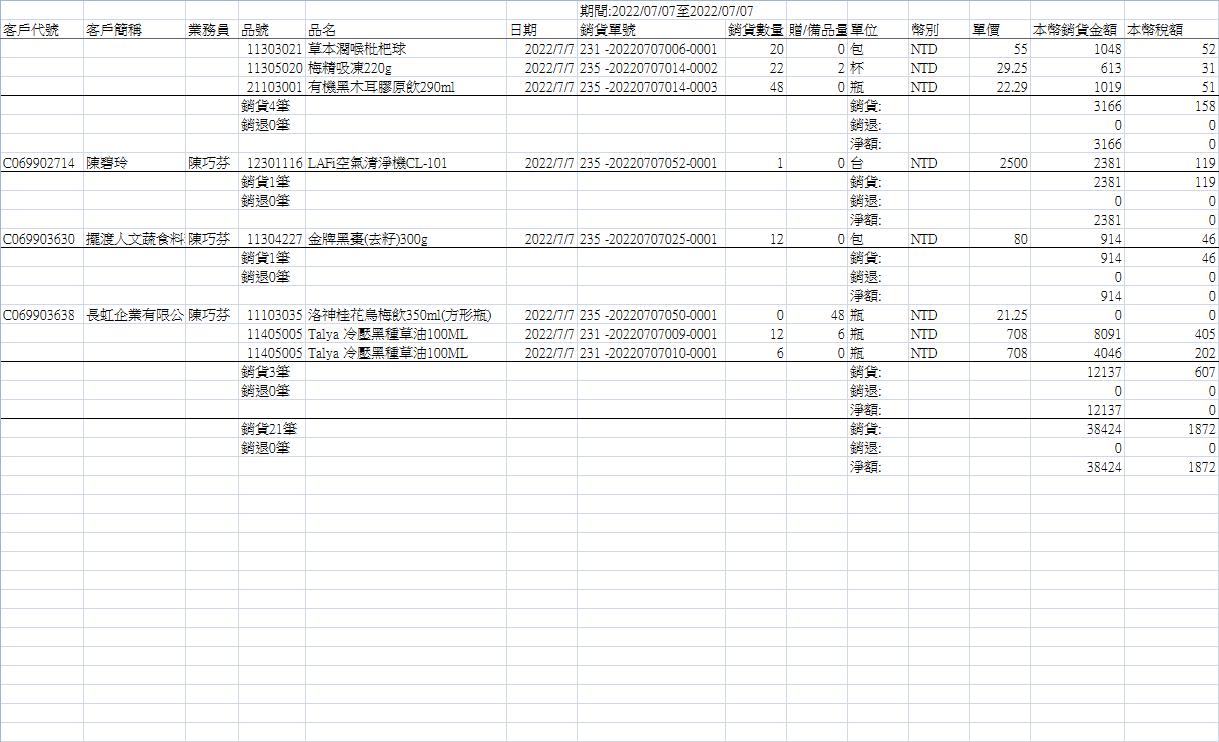 期間:2022/07/07至2022/07/07
客戶代號 客戶簡稱 業務員 品號 品名 日期 銷貨單號 銷貨數量 贈/備品量 單位 幣別 單價 本幣銷貨金額 本幣稅額
11303021 草本潤喉枇杷球 2022/7/7 231 -20220707006-0001 20 0 包 NTD 55 1048 52
11305020 梅精吸凍220g 2022/7/7 235 -20220707014-0002 22 2 杯 NTD 29.25 613 31
21103001 有機黑木耳膠原飲290ml 2022/7/7 235 -20220707014-0003 48 0 瓶 NTD 22.29 1019 51
銷貨4筆 銷貨: 3166 158
銷退0筆 銷退: 0 0
淨額: 3166 0
C069902714 陳碧玲 陳巧芬 12301116 LAFi空氣清淨機CL-101 2022/7/7 235 -20220707052-0001 1 0 台 NTD 2500 2381 119
銷貨1筆 銷貨: 2381 119
銷退0筆 銷退: 0 0
淨額: 2381 0
C069903630 擺渡人文蔬食料 陳巧芬 11304227 金牌黑棗(去籽)300g 2022/7/7 235 -20220707025-0001 12 0 包 NTD 80 914 46
銷貨1筆 銷貨: 914 46
銷退0筆 銷退: 0 0
淨額: 914 0
C069903638 長虹企業有限公 陳巧芬 11103035 洛神桂花烏梅飲350ml(方形瓶) 2022/7/7 235 -20220707050-0001 0 48 瓶 NTD 21.25 0 0
11405005 Talya 冷壓黑種草油100ML 2022/7/7 231 -20220707009-0001 12 6 瓶 NTD 708 8091 405
11405005 Talya 冷壓黑種草油100ML 2022/7/7 231 -20220707010-0001 6 0 瓶 NTD 708 4046 202
銷貨3筆 銷貨: 12137 607
銷退0筆 銷退: 0 0
淨額: 12137 0
銷貨21筆 銷貨: 38424 1872
銷退0筆 銷退: 0 0
淨額: 38424 1872